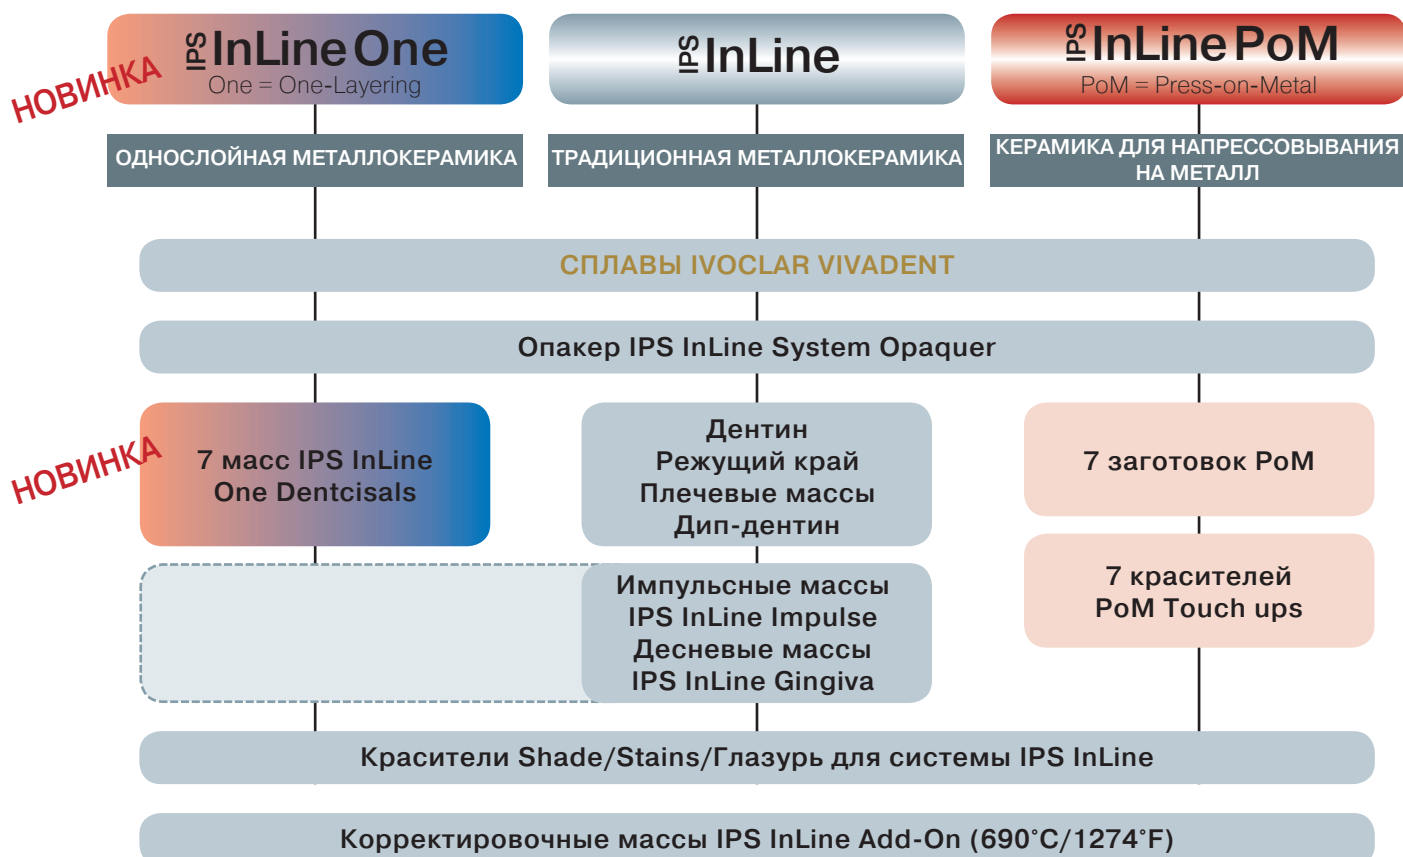 НОВИНКА
IPS InLine One
One = One-Layering
IPS InLine
IPS InLine PoM
PoM = Press-on-Metal
ОДНОСЛОЙНАЯ МЕТАЛЛОКЕРАМИКА
ТРАДИЦИОННАЯ МЕТАЛЛОКЕРАМИКА
КЕРАМИКА ДЛЯ НАПРЕССОВЫВАНИЯ
НА МЕТАЛЛ
СПЛАВЫ IVOCLAR VIVADENT
Опакер IPS InLine System Opaquer
НОВИНКА
7 масс IPS InLine
One Dentcisals
Дентин
Режущий край
Плечевые массы
Дип-дентин
7 заготовок PoM
Импульсные массы
IPS InLine Impulse
Десневые массы
IPS InLine Gingiva
7 красителей
PoM Touch ups
Красители Shade/Stains/Глазурь для системы IPS InLine
Корректировочные массы IPS InLine Add-On (690°C/1274°F)